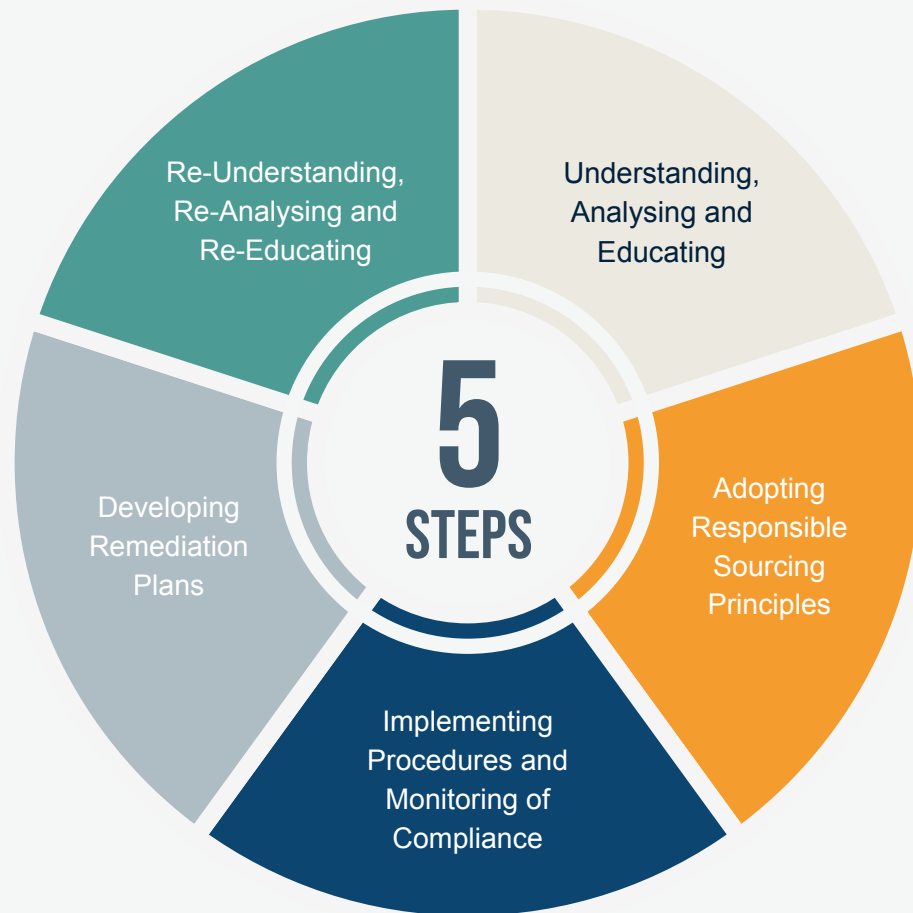 5
STEPS
Understanding,
Analysing and
Educating
Adopting
Responsible
Sourcing
Principles
Implementing
Procedures and
Monitoring of
Compliance
Developing
Remediation
Plans
Re-Understanding,
Re-Analysing and
Re-Educating